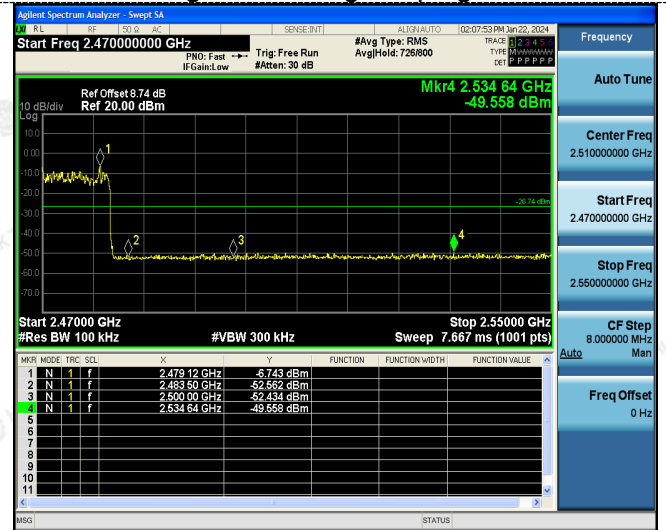 Agilent Spectrum Analyzer - Swept SA
LXI RL RF 50 Ω AC SENSE:INT ALIGNAUTO 02:07:53 PM Jan 22, 2024
Start Freq 2.470000000 GHz
#Avg Type: RMS
TRACE 1 2 3 4 5 6
PNO: Fast
Trig: Free Run
Avg|Hold: 726/800
TYPE M
IFGain:Low
#Atten: 30 dB
DET P P P P P P
Mkr4 2.534 64 GHz
-49.558 dBm
Ref Offset 8.74 dB
10 dB/div Ref 20.00 dBm
Log
10.0
0.00
-10.0
-20.0
-30.0
-40.0
-50.0
-60.0
-70.0
1
2
3
4
-26.74 dBm
Start 2.47000 GHz
Stop 2.55000 GHz
#Res BW 100 kHz #VBW 300 kHz Sweep 7.667 ms (1001 pts)
MKR MODE TRC SCL X Y FUNCTION FUNCTION WIDTH FUNCTION VALUE
1 N 1 f 2.479 12 GHz -6.743 dBm
2 N 1 f 2.483 50 GHz -52.562 dBm
3 N 1 f 2.500 00 GHz -52.434 dBm
4 N 1 f 2.534 64 GHz -49.558 dBm
5
6
7
8
9
10
11
MSG STATUS
Frequency
Auto Tune
Center Freq
2.510000000 GHz
Start Freq
2.470000000 GHz
Stop Freq
2.550000000 GHz
CF Step
8.000000 MHz
Auto Man
Freq Offset
0 Hz